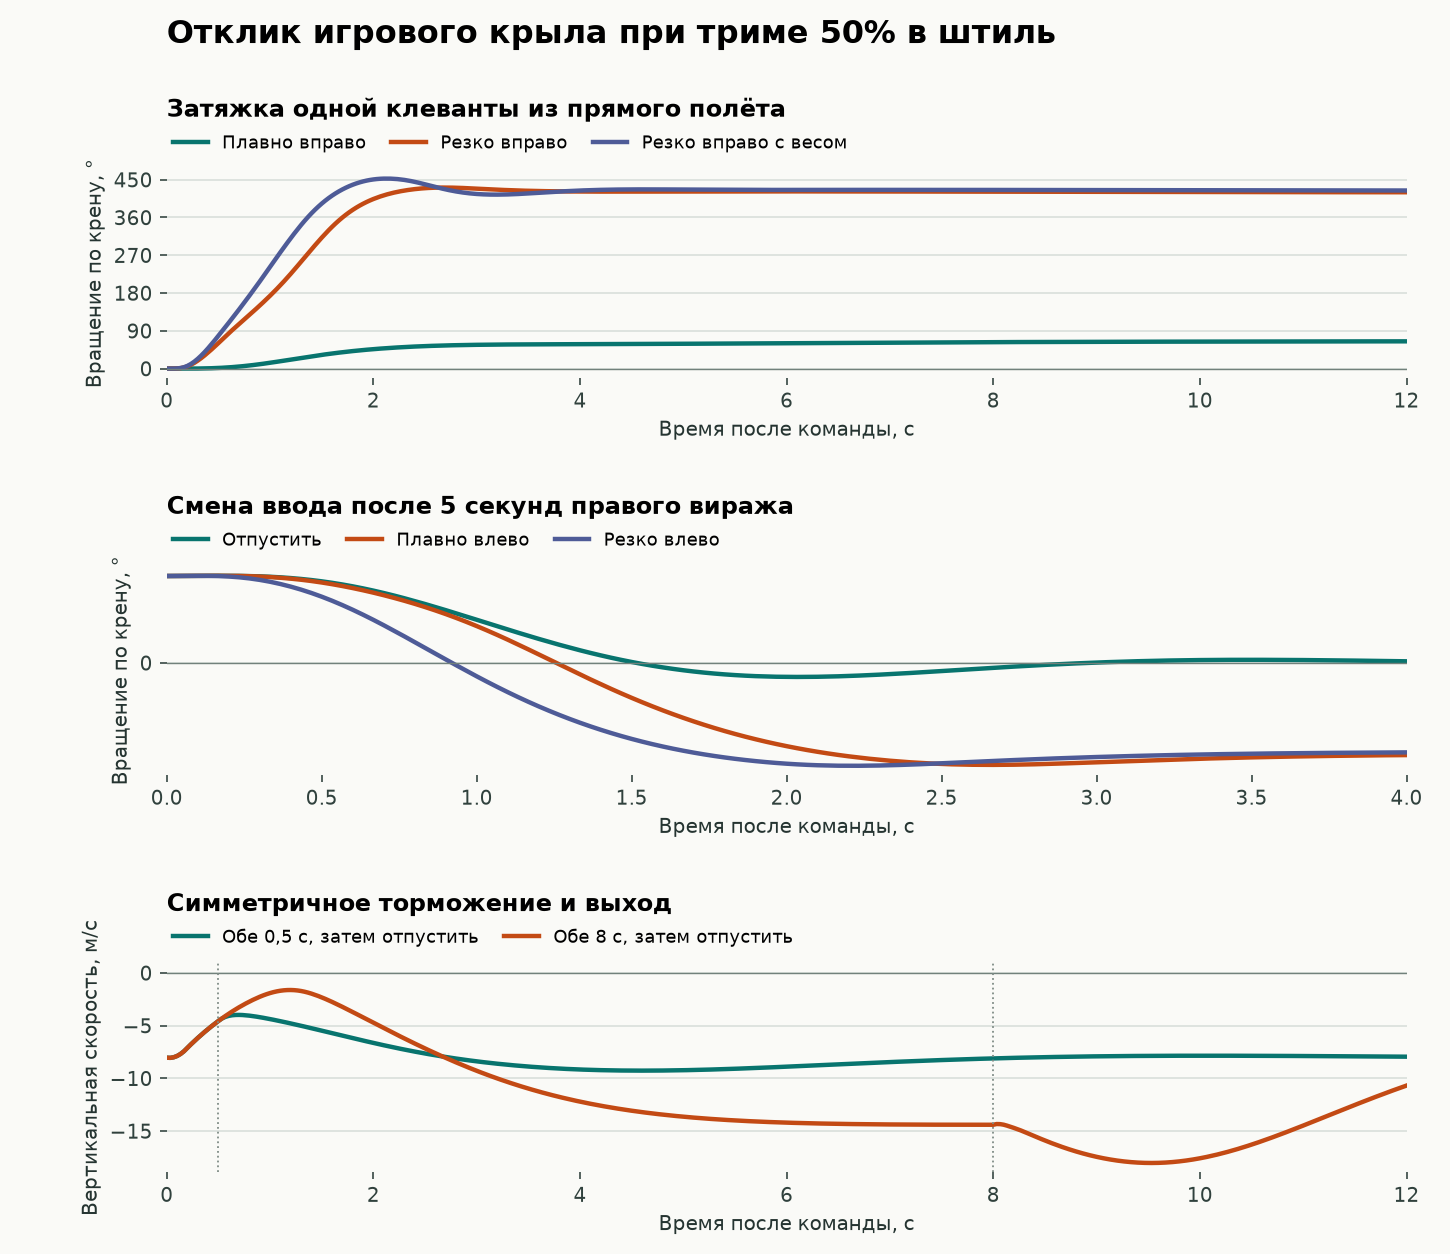 Отклик игрового крыла при триме 50% в штиль
Затяжка одной клеванты из прямого полёта
Плавно вправо Резко вправо Резко вправо с весом
Вращение по крену, °
450
360
270
180
90
0
0 2 4 6 8 10 12
Время после команды, с
Смена ввода после 5 секунд правого виража
Отпустить Плавно влево Резко влево
Вращение по крену, °
0
0.0 0.5 1.0 1.5 2.0 2.5 3.0 3.5 4.0
Время после команды, с
Симметричное торможение и выход
Обе 0,5 с, затем отпустить Обе 8 с, затем отпустить
Вертикальная скорость, м/с
0
−5
−10
−15
0 2 4 6 8 10 12
Время после команды, с